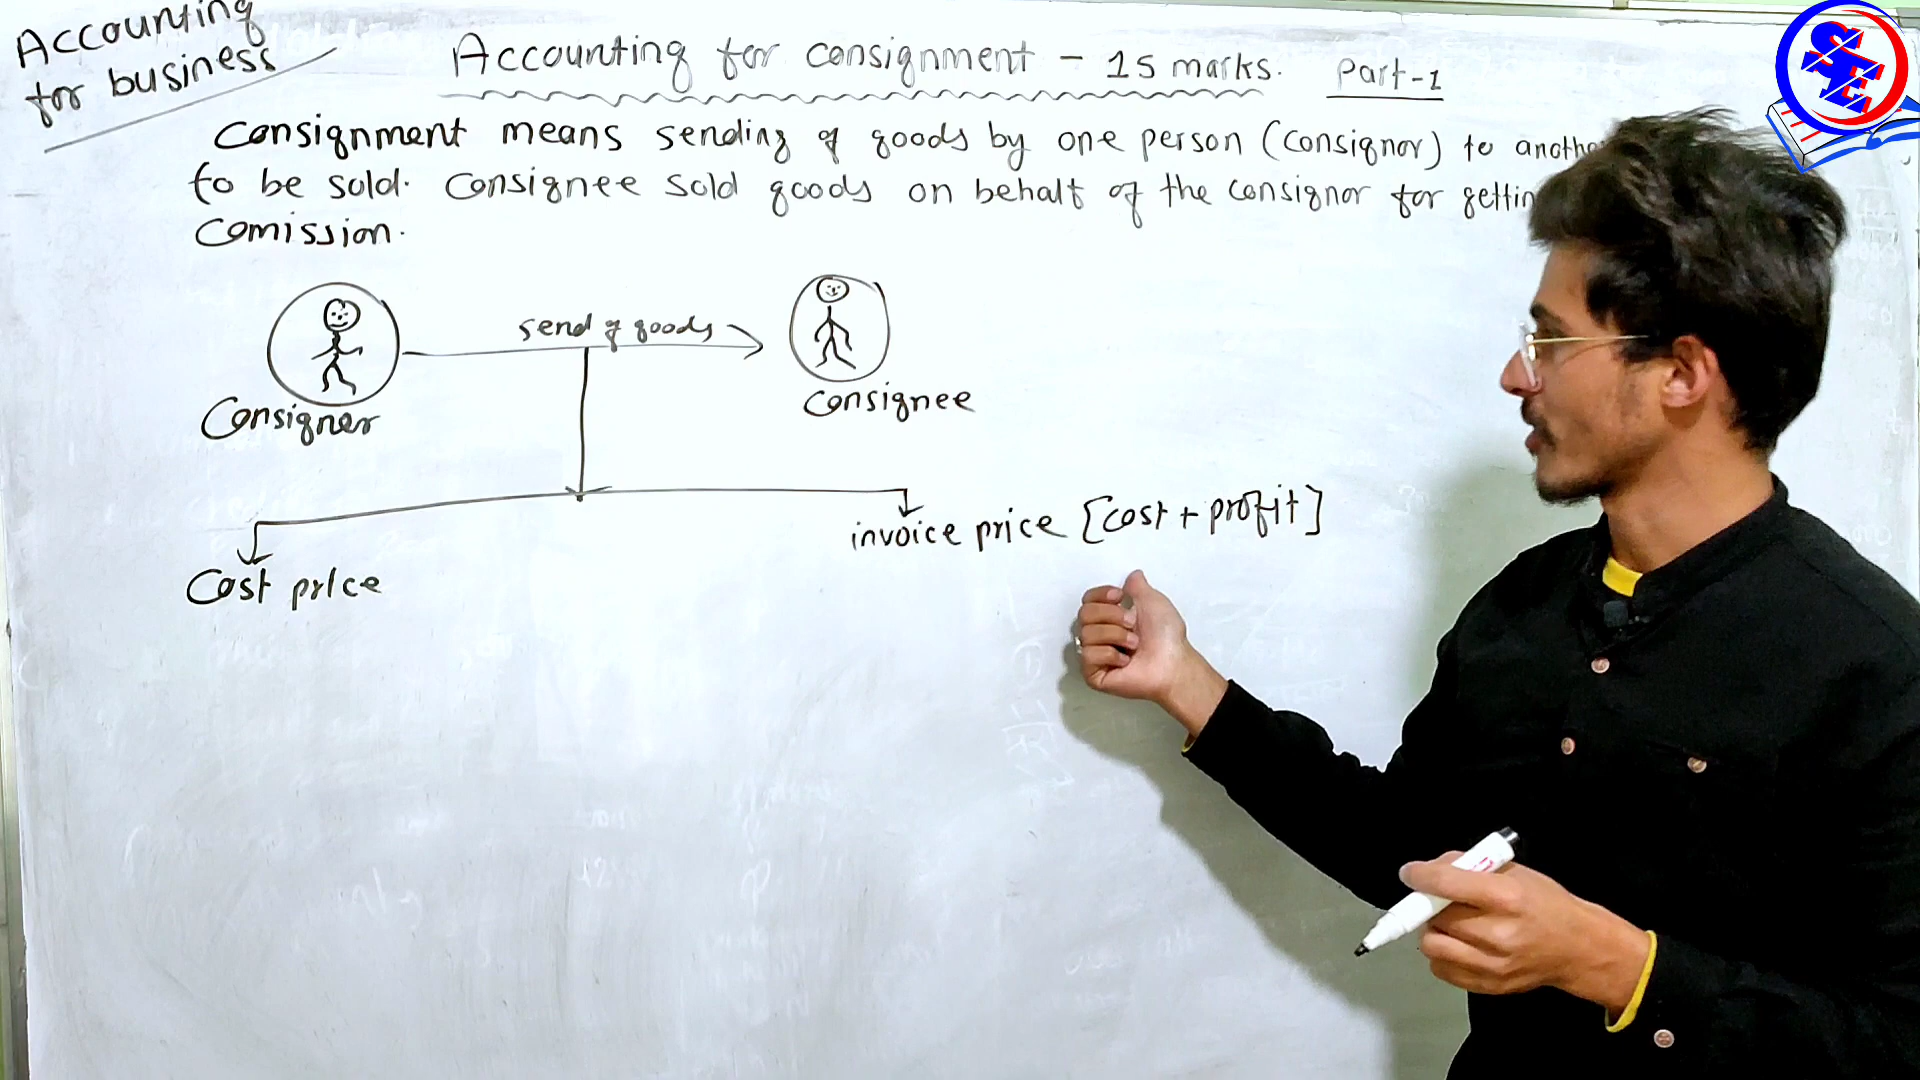 Accounting
for business
Accounting for consignment - 15 marks. Part-1
Consignment means sending of goods by one person (consignor) to
to be sold. Consignee sold goods on behalf of the consignor for
Comission.
send of goods
Consigner
Consignee
invoice price [cost + profit]
Cost price